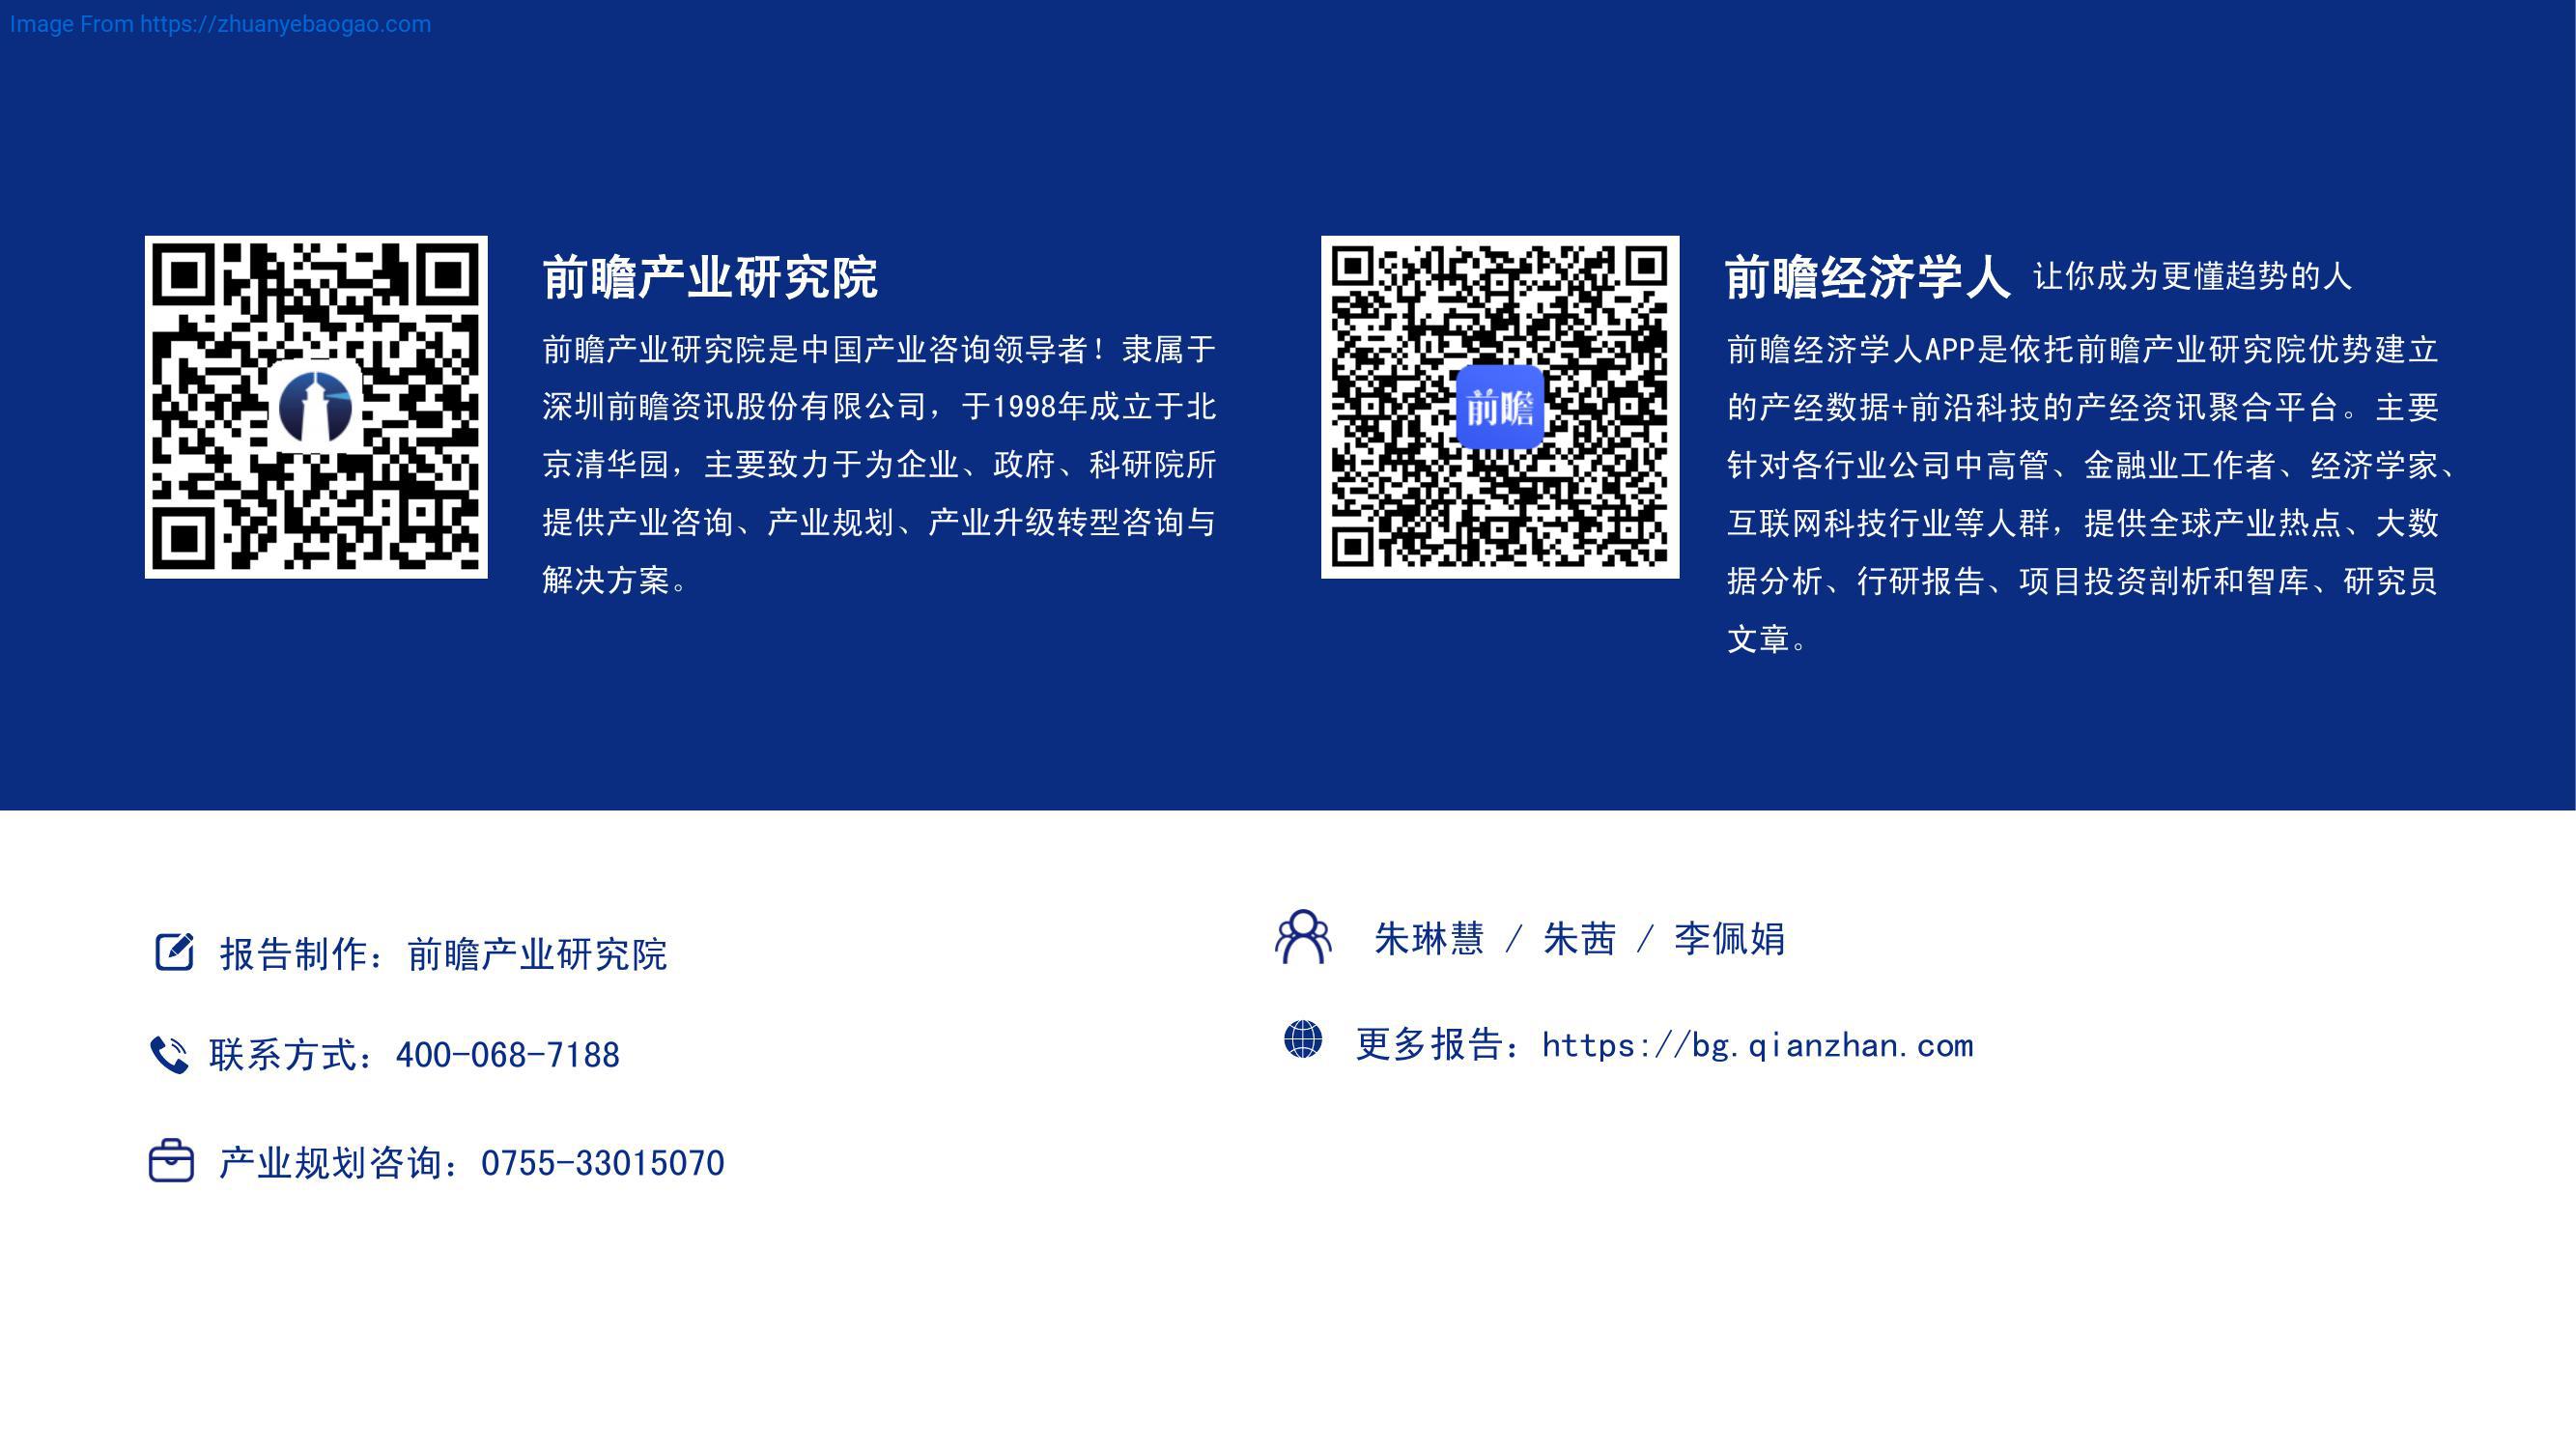 Image From https://zhuanyebaogao.com
前瞻产业研究院
前瞻产业研究院是中国产业咨询领导者！隶属于
深圳前瞻资讯股份有限公司，于1998年成立于北
京清华园，主要致力于为企业、政府、科研院所
提供产业咨询、产业规划、产业升级转型咨询与
解决方案。
前瞻
前瞻经济学人 让你成为更懂趋势的人
前瞻经济学人APP是依托前瞻产业研究院优势建立
的产经数据+前沿科技的产经资讯聚合平台。主要
针对各行业公司中高管、金融业工作者、经济学家、
互联网科技行业等人群，提供全球产业热点、大数
据分析、行研报告、项目投资剖析和智库、研究员
文章。
报告制作：前瞻产业研究院
联系方式：400-068-7188
产业规划咨询：0755-33015070
朱琳慧 / 朱茜 / 李佩娟
更多报告：https://bg.qianzhan.com